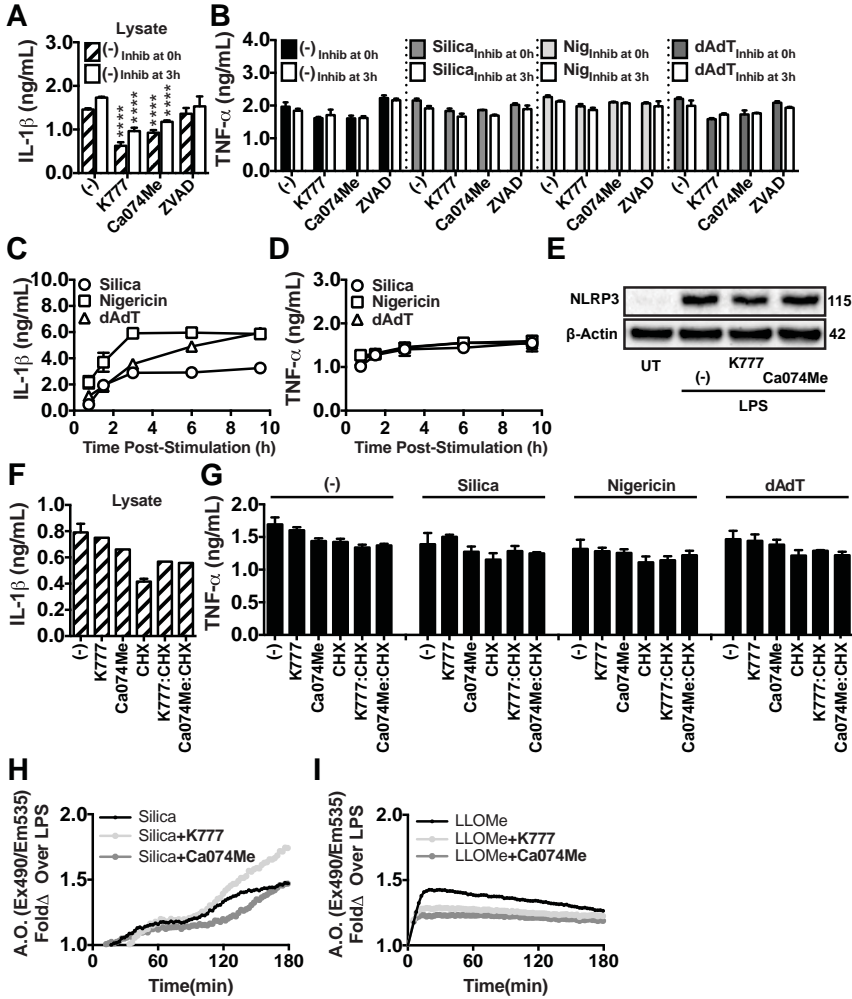 A
Lysate
IL-1β (ng/mL)
3.0
2.0
1.0
0.0
(-)Inhib at 0h
(-)Inhib at 3h
****
****
****
****
(-)
K777
Ca074Me
ZVAD
B
TNF-α (ng/mL)
4.0
3.0
2.0
1.0
0.0
(-)Inhib at 0h
(-)Inhib at 3h
SilicaInhib at 0h
SilicaInhib at 3h
NigInhib at 0h
NigInhib at 3h
dAdTInhib at 0h
dAdTInhib at 3h
(-)
K777
Ca074Me
ZVAD
(-)
K777
Ca074Me
ZVAD
(-)
K777
Ca074Me
ZVAD
(-)
K777
Ca074Me
ZVAD
C
IL-1β (ng/mL)
10.0
8.0
6.0
4.0
2.0
0.0
Silica
Nigericin
dAdT
0 2 4 6 8 10
Time Post-Stimulation (h)
D
TNF-α (ng/mL)
3.0
2.0
1.0
0.0
Silica
Nigericin
dAdT
0 2 4 6 8 10
Time Post-Stimulation (h)
E
NLRP3
115
β-Actin
42
UT
(-)
K777
Ca074Me
LPS
F
Lysate
IL-1β (ng/mL)
1.0
0.8
0.6
0.4
0.2
0.0
(-)
K777
Ca074Me
CHX
K777:CHX
Ca074Me:CHX
G
TNF-α (ng/mL)
2.0
1.5
1.0
0.5
0.0
(-)
Silica
Nigericin
dAdT
(-)
K777
Ca074Me
CHX
K777:CHX
Ca074Me:CHX
(-)
K777
Ca074Me
CHX
K777:CHX
Ca074Me:CHX
(-)
K777
Ca074Me
CHX
K777:CHX
Ca074Me:CHX
(-)
K777
Ca074Me
CHX
K777:CHX
Ca074Me:CHX
H
A.O. (Ex490/Em535)
FoldΔ Over LPS
2.0
1.5
1.0
Silica
Silica+K777
Silica+Ca074Me
0 60 120 180
Time(min)
I
A.O. (Ex490/Em535)
FoldΔ Over LPS
2.0
1.5
1.0
LLOMe
LLOMe+K777
LLOMe+Ca074Me
0 60 120 180
Time(min)